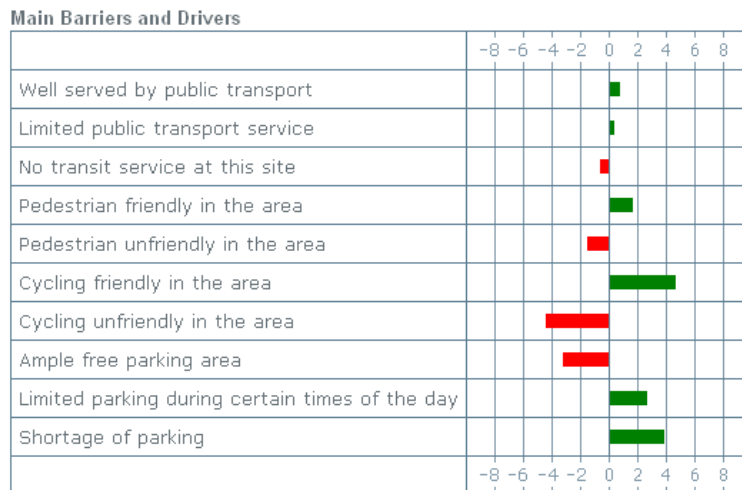 Main Barriers and Drivers
-8 -6 -4 -2 0 2 4 6 8
Well served by public transport
Limited public transport service
No transit service at this site
Pedestrian friendly in the area
Pedestrian unfriendly in the area
Cycling friendly in the area
Cycling unfriendly in the area
Ample free parking area
Limited parking during certain times of the day
Shortage of parking
-8 -6 -4 -2 0 2 4 6 8